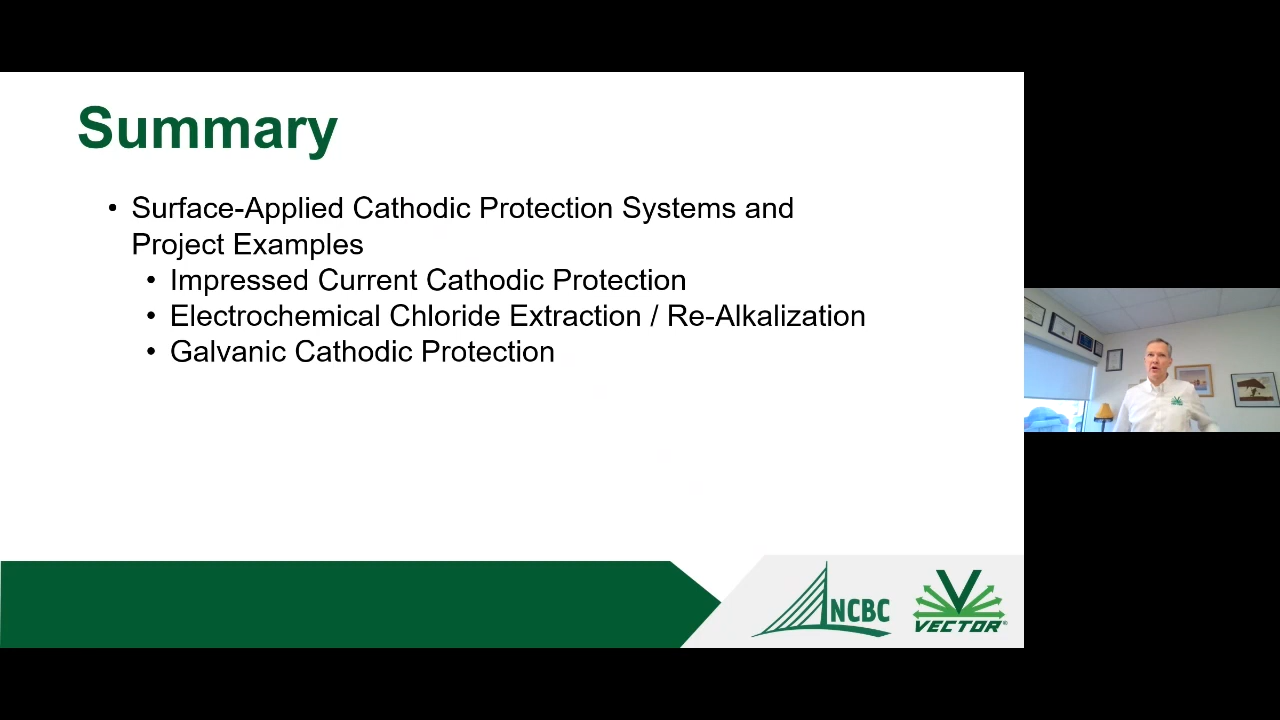 Summary
• Surface-Applied Cathodic Protection Systems and
Project Examples
• Impressed Current Cathodic Protection
• Electrochemical Chloride Extraction / Re-Alkalization
• Galvanic Cathodic Protection
NCBC
VECTOR®